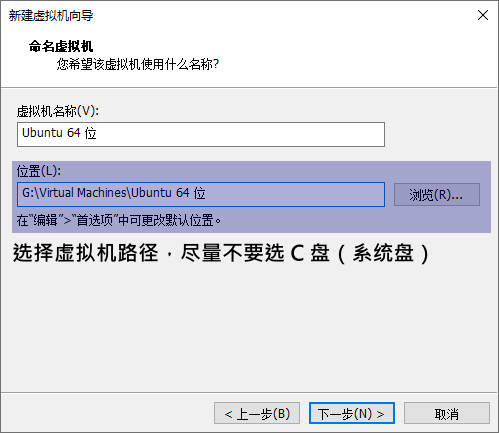 新建虚拟机向导
命名虚拟机
您希望该虚拟机使用什么名称?
虚拟机名称(V):
Ubuntu 64 位
位置(L):
G:\Virtual Machines\Ubuntu 64 位
浏览(R)...
在“编辑”>“首选项”中可更改默认位置。
选择虚拟机路径，尽量不要选 C 盘（系统盘）
< 上一步(B)
下一步(N) >
取消